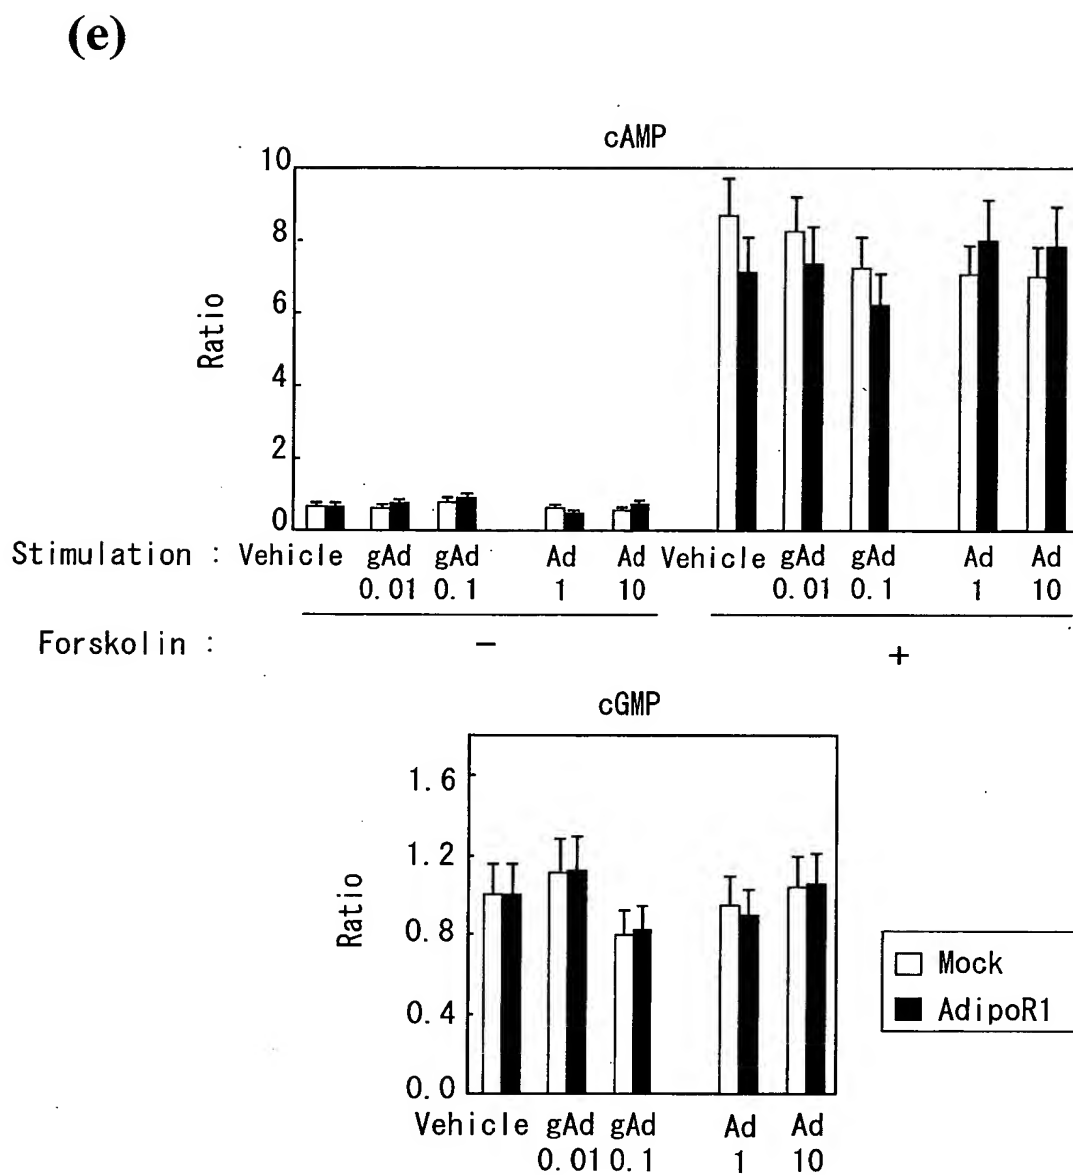 (e)
cAMP
10
8
6
4
2
0
Ratio
Stimulation : Vehicle gAd gAd Ad Ad Vehicle gAd gAd Ad Ad
0.01 0.1 1 10 0.01 0.1 1 10
Forskolin : − +
cGMP
1.6
1.2
0.8
0.4
0.0
Ratio
Mock
AdipoR1
Vehicle gAd gAd Ad Ad
0.01 0.1 1 10